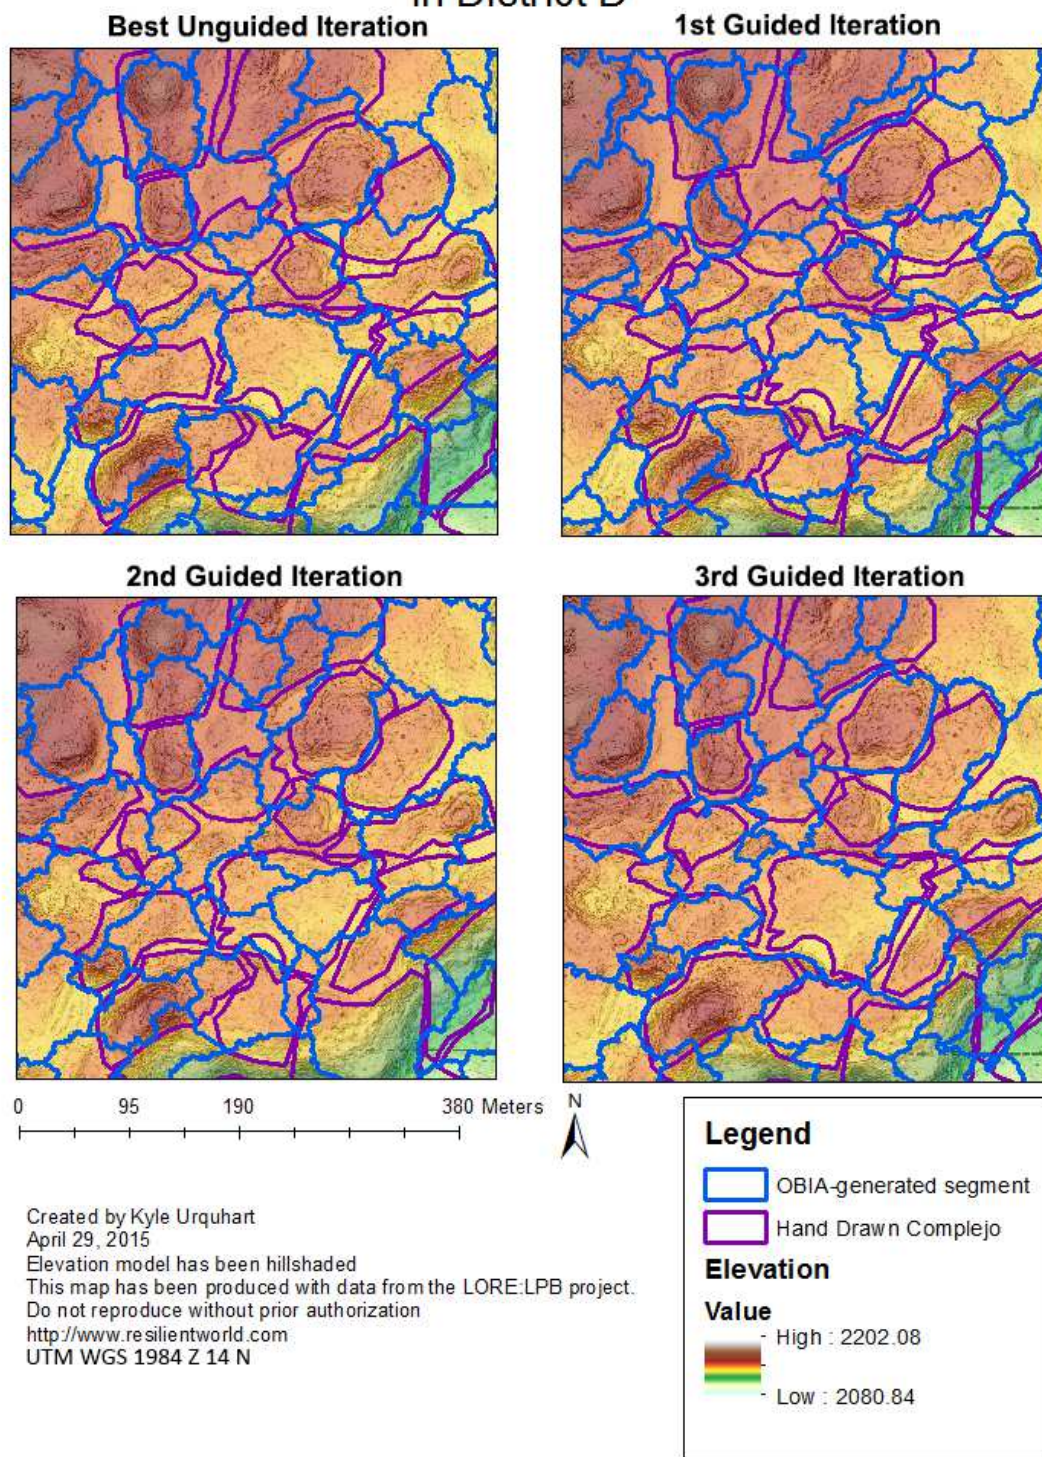 in District D
Best Unguided Iteration
1st Guided Iteration
2nd Guided Iteration
3rd Guided Iteration
0 95 190 380 Meters
N
Legend
OBIA-generated segment
Hand Drawn Complejo
Elevation
Value
High : 2202.08
Low : 2080.84
Created by Kyle Urquhart
April 29, 2015
Elevation model has been hillshaded
This map has been produced with data from the LORE:LPB project.
Do not reproduce without prior authorization
http://www.resilientworld.com
UTM WGS 1984 Z 14 N